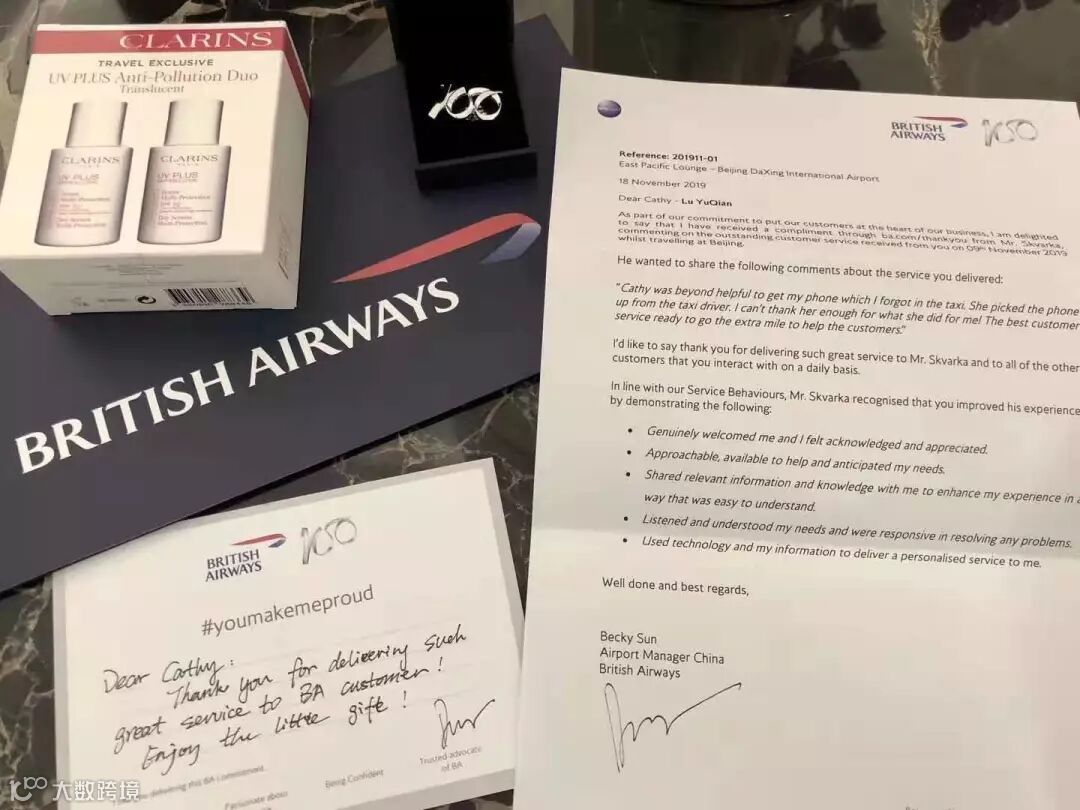 CLARINS
TRAVEL EXCLUSIVE
UV PLUS Anti-Pollution Duo
Translucent
CLARINS
UV PLUS
CLARINS
UV PLUS
100
BRITISH AIRWAYS
BRITISH
AIRWAYS
100
Reference: 201911-01
East Pacific Lounge – Beijing DaXing International Airport
18 November 2019
Dear Cathy - Lu YuQian
As part of our commitment to put our customers at the heart of our business, I am delighted
to say that I have received a compliment through ba.com/thankyou from Mr. Skvarka,
commenting on the outstanding customer service received from you on 09th November 2019
whilst travelling at Beijing.
He wanted to share the following comments about the service you delivered:
"Cathy was beyond helpful to get my phone which I forgot in the taxi. She picked the phone
up from the taxi driver. I can't thank her enough for what she did for me! The best customer
service ready to go the extra mile to help the customers."
I'd like to say thank you for delivering such great service to Mr. Skvarka and to all of the other
customers that you interact with on a daily basis.
In line with our Service Behaviours, Mr. Skvarka recognised that you improved his experience
by demonstrating the following:
• Genuinely welcomed me and I felt acknowledged and appreciated.
• Approachable, available to help and anticipated my needs.
• Shared relevant information and knowledge with me to enhance my experience in a
way that was easy to understand.
• Listened and understood my needs and were responsive in resolving any problems.
• Used technology and my information to deliver a personalised service to me.
Well done and best regards,
Becky Sun
Airport Manager China
British Airways
BRITISH
AIRWAYS
100
#youmakemeproud
Dear Cathy:
Thank you for delivering such
great service to BA customer!
Enjoy the little gift!
delivering this BA commitment.
Passionate about
Being Confident
Trusted advocate
of BA
大数跨境